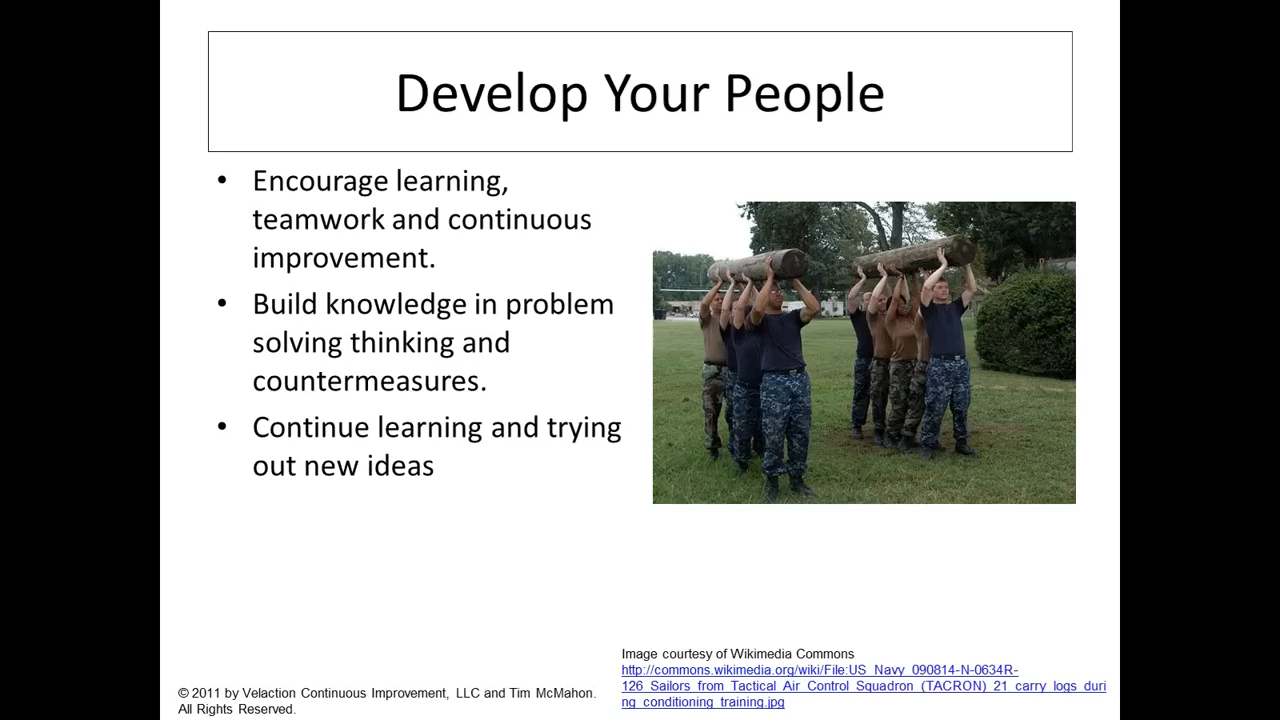 Develop Your People
• Encourage learning,
teamwork and continuous
improvement.
• Build knowledge in problem
solving thinking and
countermeasures.
• Continue learning and trying
out new ideas
Image courtesy of Wikimedia Commons
http://commons.wikimedia.org/wiki/File:US_Navy_090814-N-0634R-
126_Sailors_from_Tactical_Air_Control_Squadron_(TACRON)_21_carry_logs_duri
ng_conditioning_training.jpg
© 2011 by Velaction Continuous Improvement, LLC and Tim McMahon.
All Rights Reserved.